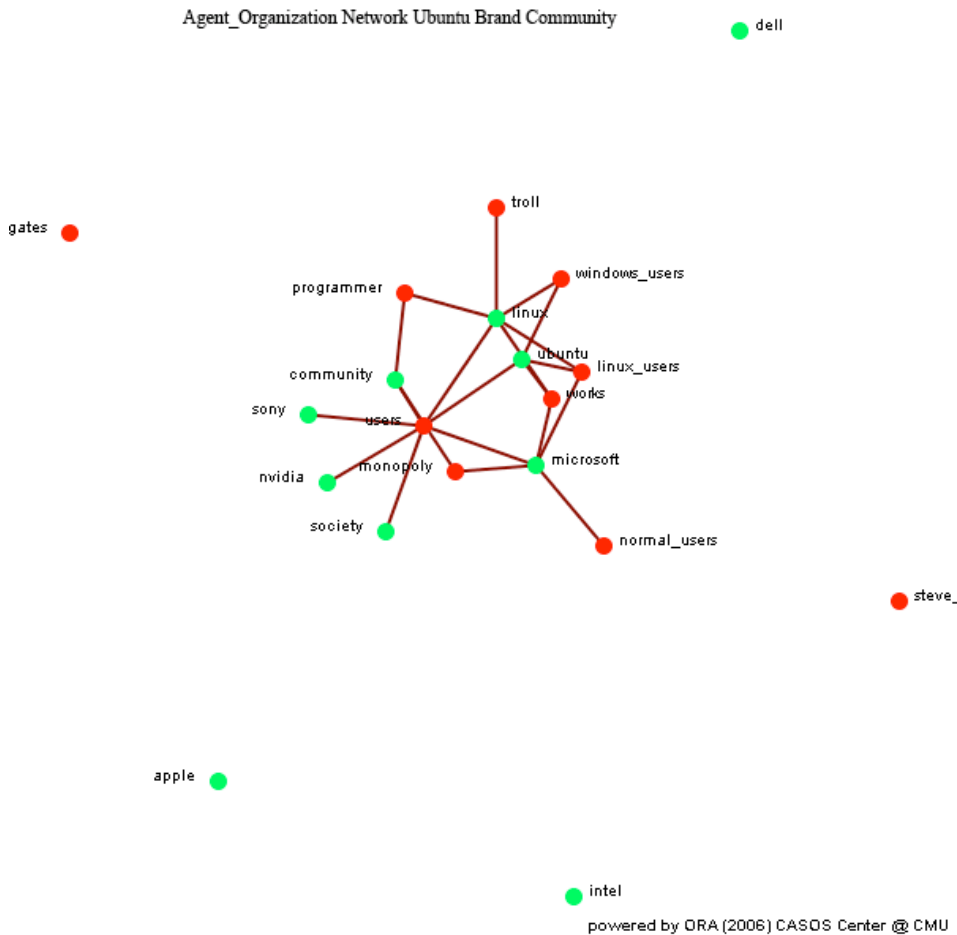 Agent_Organization Network Ubuntu Brand Community
dell
troll
gates
windows_users
programmer
linux
ubuntu
community
linux_users
works
sony
users
microsoft
monopoly
nvidia
society
normal_users
steve_
apple
intel
powered by ORA (2006) CASOS Center @ CMU